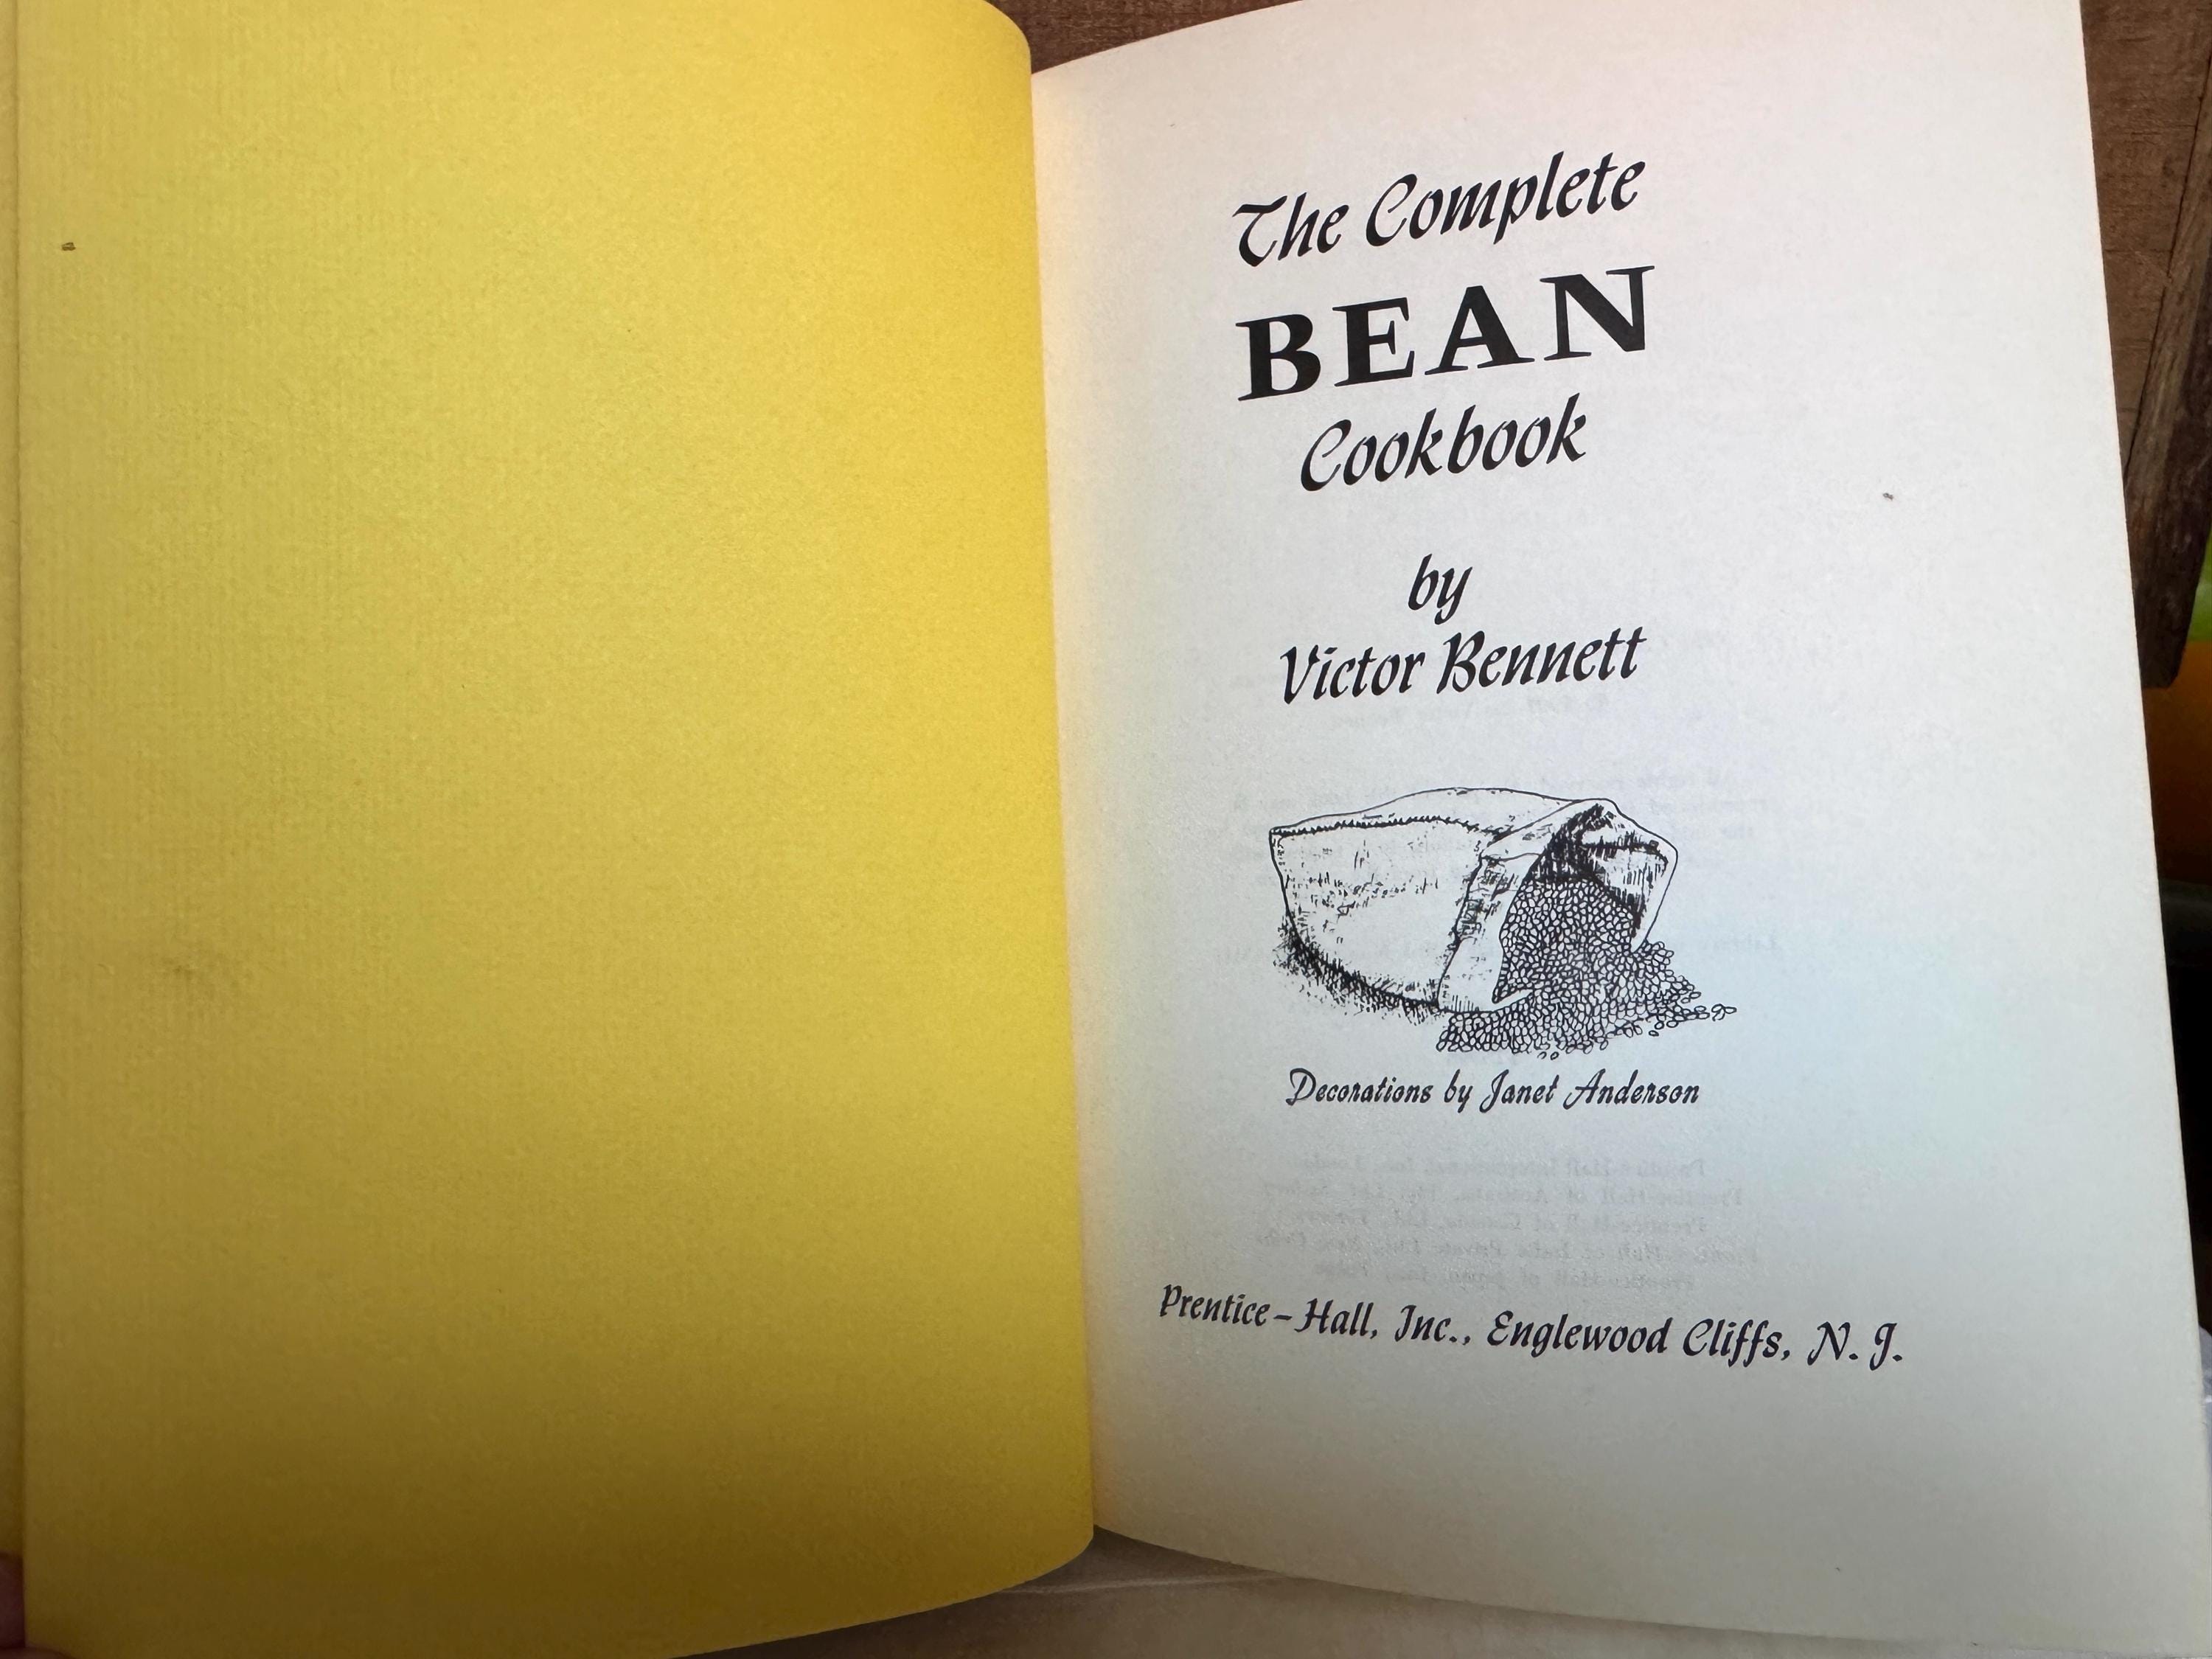 The Complete
BEAN
Cookbook
by
Victor Bennett
Decorations by Janet Anderson
Prentice-Hall, Inc., Englewood Cliffs, N. J.